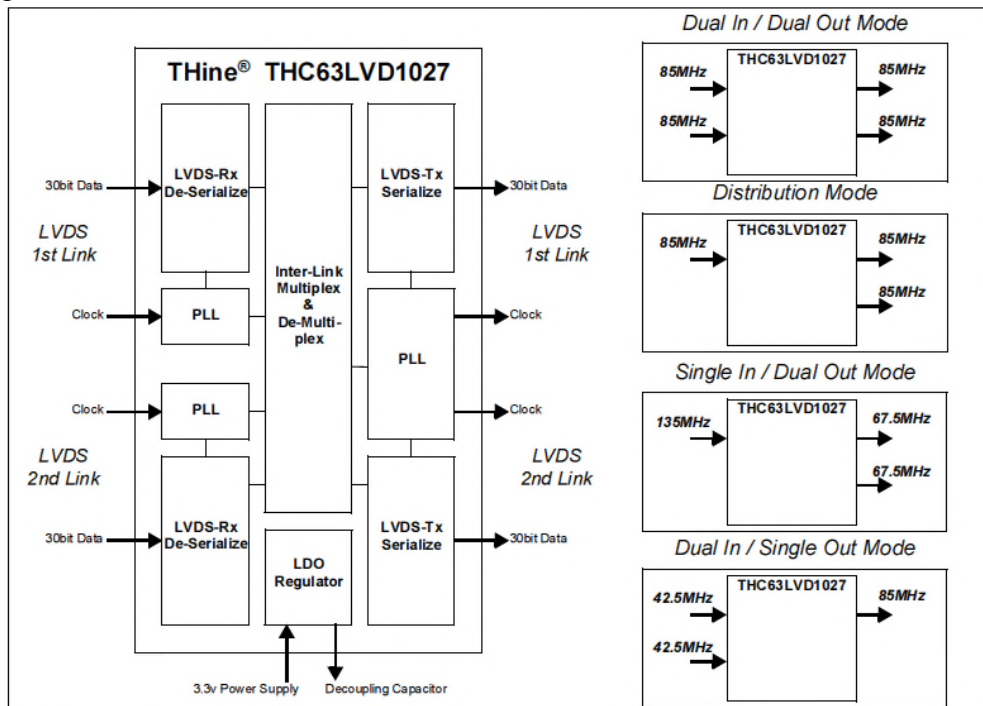 THine® THC63LVD1027
LVDS-Rx
De-Serialize
LVDS-Tx
Serialize
30bit Data
30bit Data
LVDS
1st Link
LVDS
1st Link
Inter-Link
Multiplex
&
De-Multi-
plex
Clock
PLL
Clock
PLL
Clock
PLL
Clock
LVDS
2nd Link
LVDS
2nd Link
LVDS-Rx
De-Serialize
LVDS-Tx
Serialize
30bit Data
30bit Data
LDO
Regulator
3.3v Power Supply
Decoupling Capacitor
Dual In / Dual Out Mode
THC63LVD1027
85MHz
85MHz
85MHz
85MHz
Distribution Mode
THC63LVD1027
85MHz
85MHz
85MHz
Single In / Dual Out Mode
THC63LVD1027
135MHz
67.5MHz
67.5MHz
Dual In / Single Out Mode
THC63LVD1027
42.5MHz
85MHz
42.5MHz